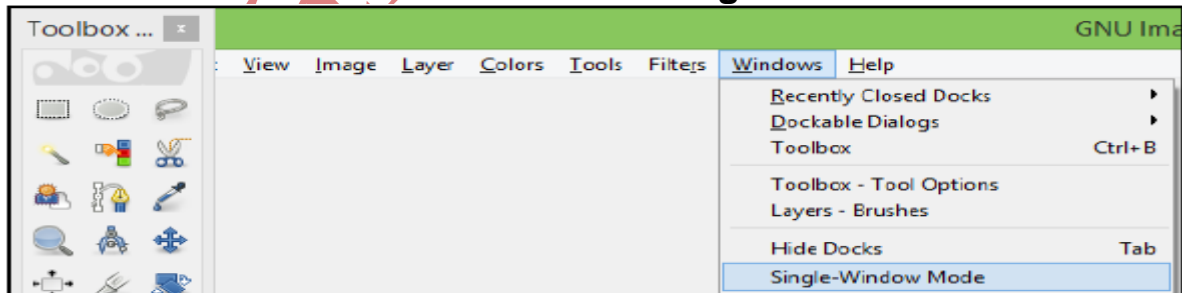 Toolbox ... x
GNU Ima
View Image Layer Colors Tools Filters Windows Help
Recently Closed Docks
Dockable Dialogs
Toolbox Ctrl+B
Toolbox - Tool Options
Layers - Brushes
Hide Docks Tab
Single-Window Mode